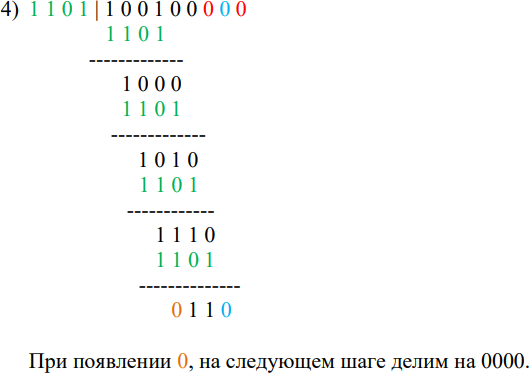 4) 1 1 0 1 | 1 0 0 1 0 0 0 0 0
1 1 0 1
-------------
1 0 0 0
1 1 0 1
-------------
1 0 1 0
1 1 0 1
------------
1 1 1 0
1 1 0 1
--------------
0 1 1 0
При появлении 0, на следующем шаге делим на 0000.